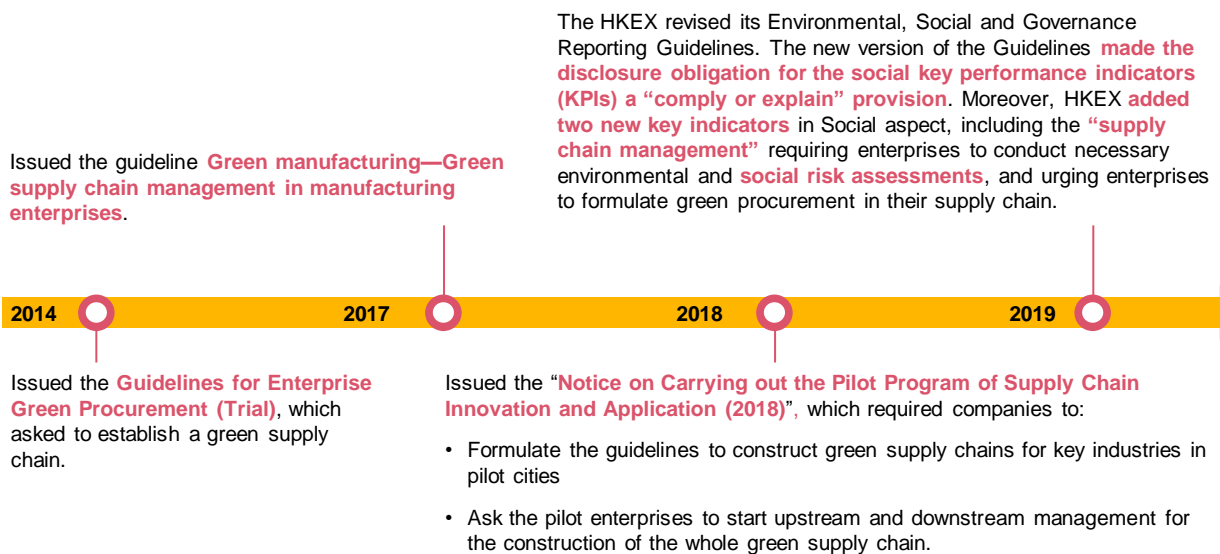 The HKEX revised its Environmental, Social and Governance
Reporting Guidelines. The new version of the Guidelines made the
disclosure obligation for the social key performance indicators
(KPIs) a “comply or explain” provision. Moreover, HKEX added
two new key indicators in Social aspect, including the “supply
chain management” requiring enterprises to conduct necessary
environmental and social risk assessments, and urging enterprises
to formulate green procurement in their supply chain.
Issued the guideline Green manufacturing—Green
supply chain management in manufacturing
enterprises.
2014
2017
2018
2019
Issued the Guidelines for Enterprise
Green Procurement (Trial), which
asked to establish a green supply
chain.
Issued the “Notice on Carrying out the Pilot Program of Supply Chain
Innovation and Application (2018)”, which required companies to:
• Formulate the guidelines to construct green supply chains for key industries in
pilot cities
• Ask the pilot enterprises to start upstream and downstream management for
the construction of the whole green supply chain.